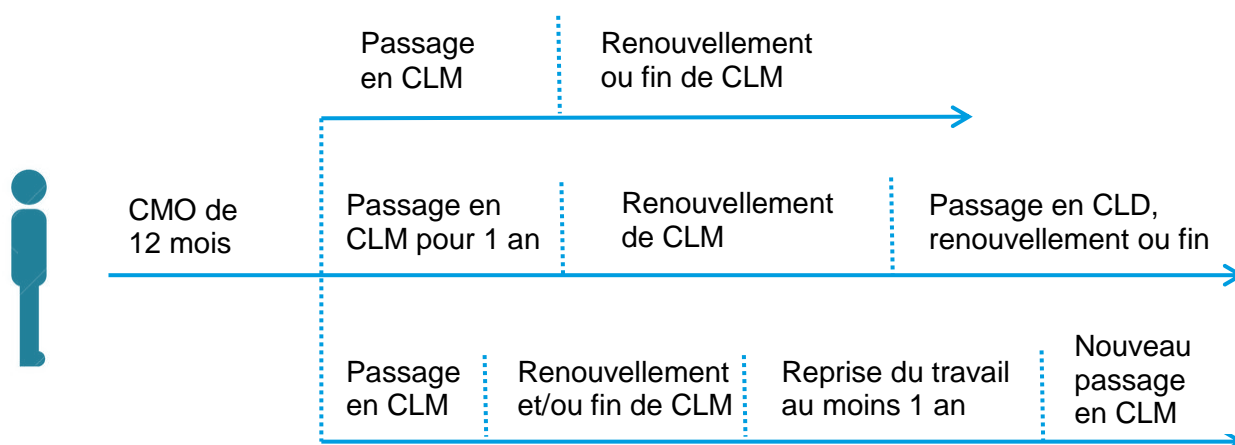 Passage
en CLM
Renouvellement
ou fin de CLM
CMO de
12 mois
Passage en
CLM pour 1 an
Renouvellement
de CLM
Passage en CLD,
renouvellement ou fin
Passage
en CLM
Renouvellement
et/ou fin de CLM
Reprise du travail
au moins 1 an
Nouveau
passage
en CLM